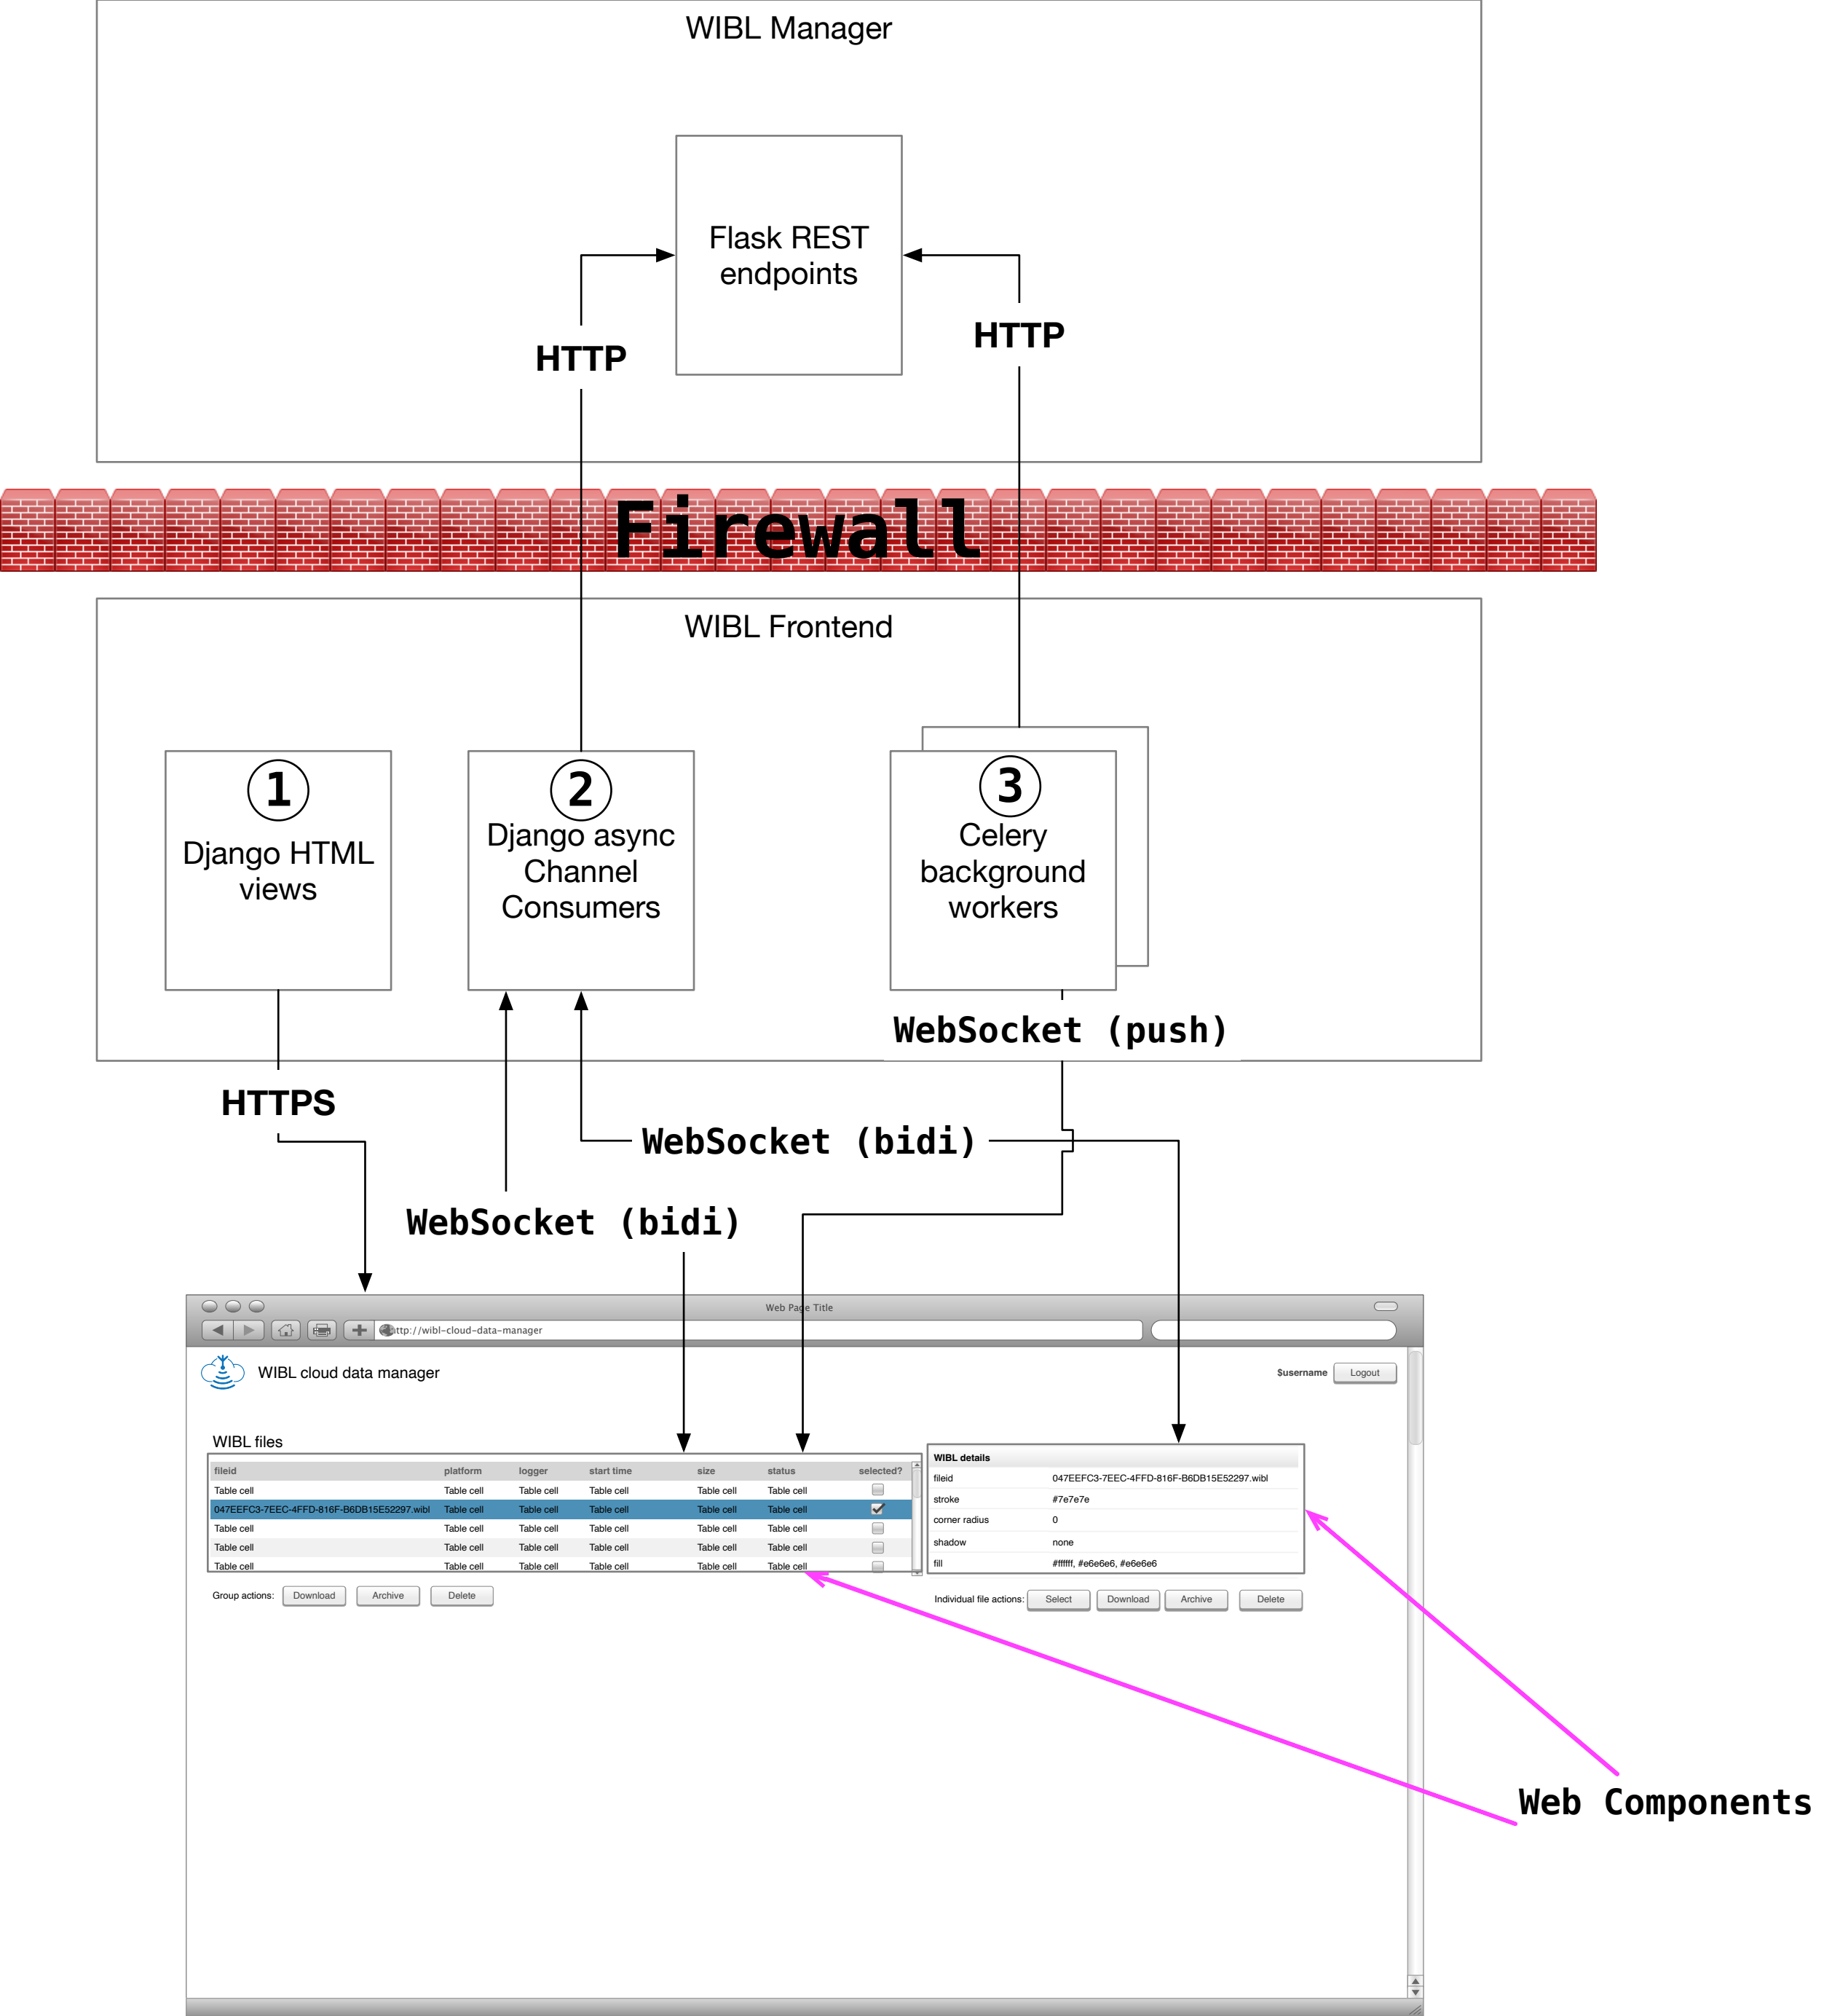 WIBL Manager
Flask REST
endpoints
HTTP
HTTP
Firewall
WIBL Frontend
1
Django HTML
views
2
Django async
Channel
Consumers
3
Celery
background
workers
WebSocket (push)
HTTPS
WebSocket (bidi)
WebSocket (bidi)
Web Page Title
ttp://wibl-cloud-data-manager
WIBL cloud data manager
$username
Logout
WIBL files
fileid platform logger start time size status selected?
Table cell Table cell Table cell Table cell Table cell Table cell
047EEFC3-7EEC-4FFD-816F-B6DB15E52297.wibl Table cell Table cell Table cell Table cell Table cell
Table cell Table cell Table cell Table cell Table cell Table cell
Table cell Table cell Table cell Table cell Table cell Table cell
Table cell Table cell Table cell Table cell Table cell Table cell
Group actions: Download Archive Delete
WIBL details
fileid 047EEFC3-7EEC-4FFD-816F-B6DB15E52297.wibl
stroke #7e7e7e
corner radius 0
shadow none
fill #ffffff, #e6e6e6, #e6e6e6
Individual file actions: Select Download Archive Delete
Web Components